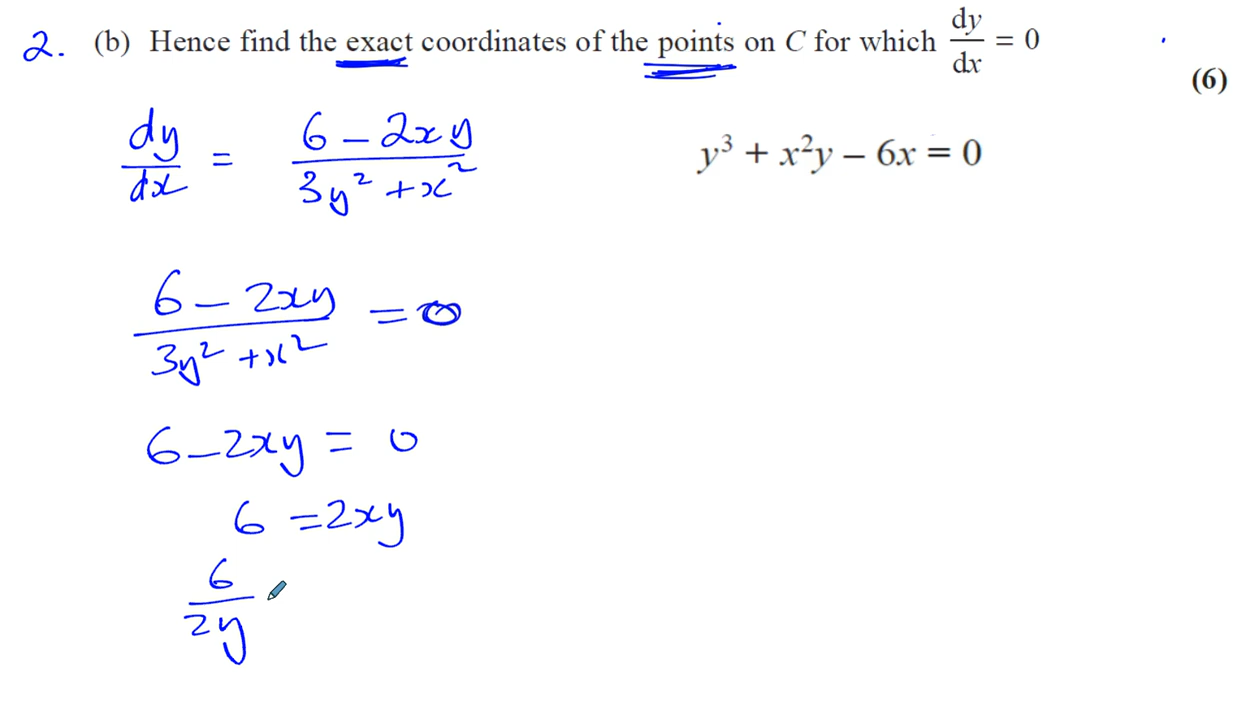 2. (b) Hence find the exact coordinates of the points on C for which dy/dx = 0
(6)
dy/dx = (6 - 2xy)/(3y² + x²)
y³ + x²y – 6x = 0
(6 - 2xy)/(3y² + x²) = 0
6 - 2xy = 0
6 = 2xy
6/2y